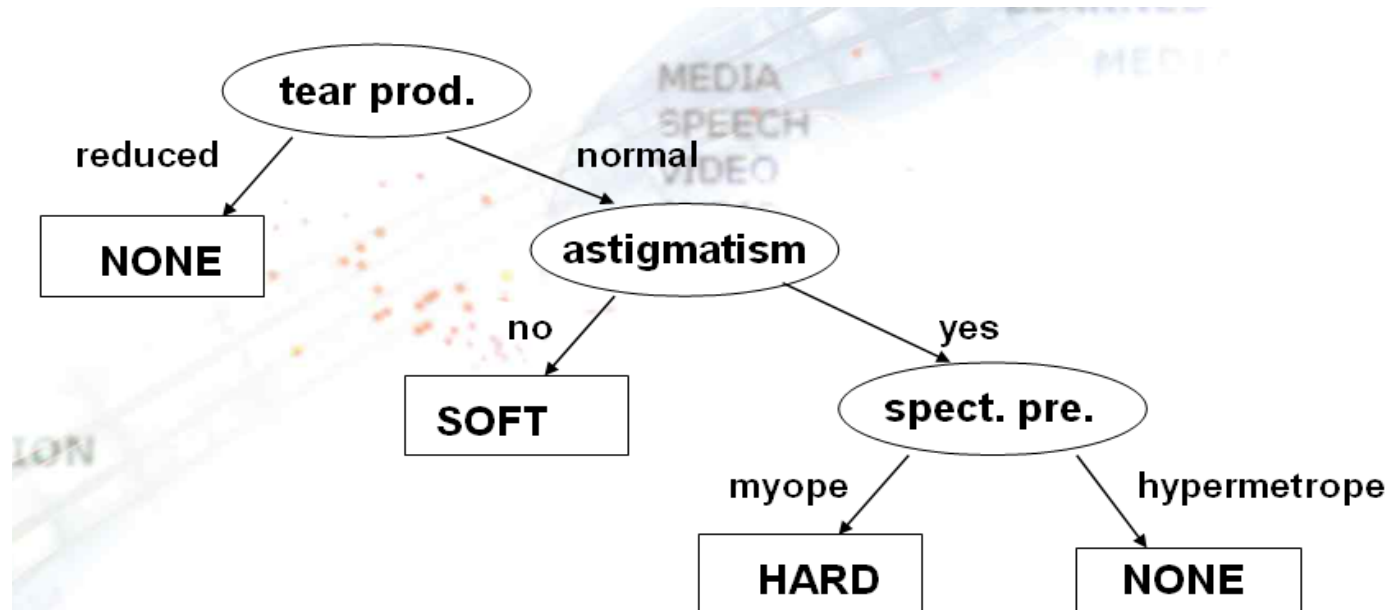 tear prod.
MEDIA
SPEECH
VIDEO
reduced
normal
NONE
astigmatism
no
yes
SOFT
spect. pre.
myope
hypermetrope
HARD
NONE